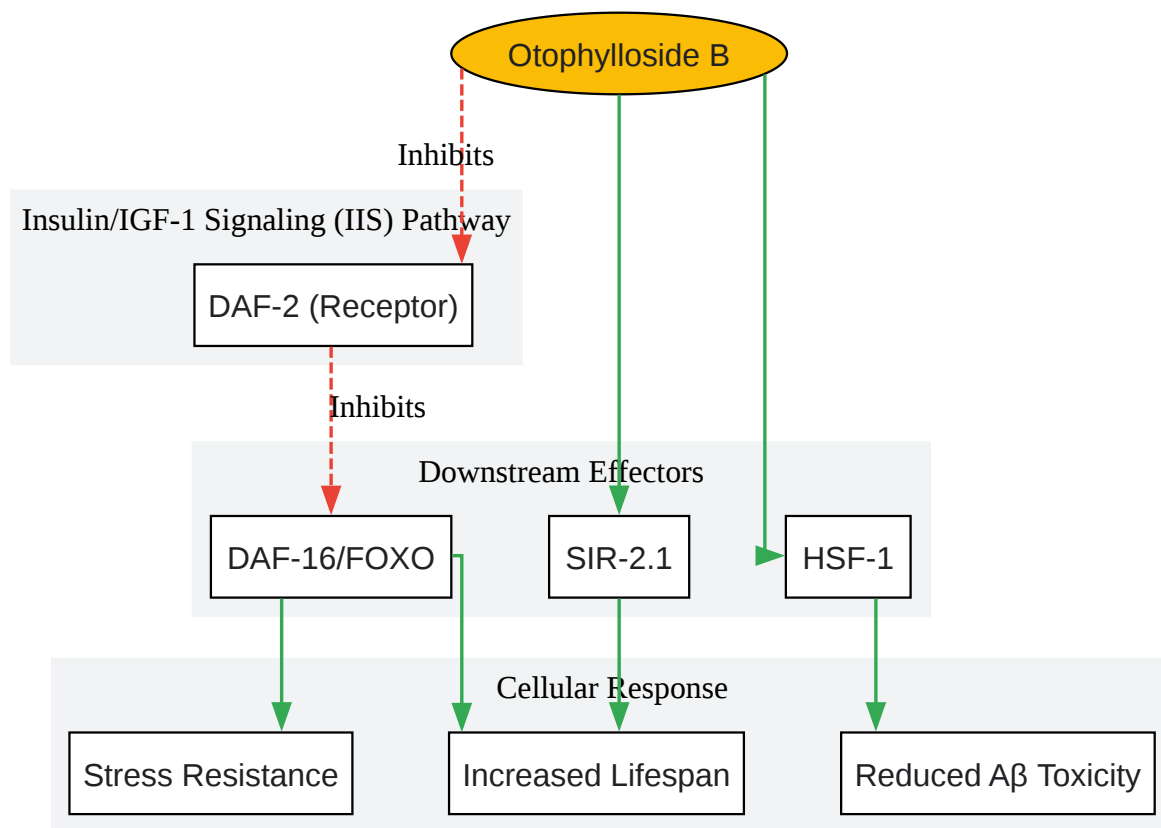 Otophylloside B
Inhibits
Insulin/IGF-1 Signaling (IIS) Pathway
DAF-2 (Receptor)
Inhibits
Downstream Effectors
DAF-16/FOXO
SIR-2.1
HSF-1
Cellular Response
Stress Resistance
Increased Lifespan
Reduced Aβ Toxicity